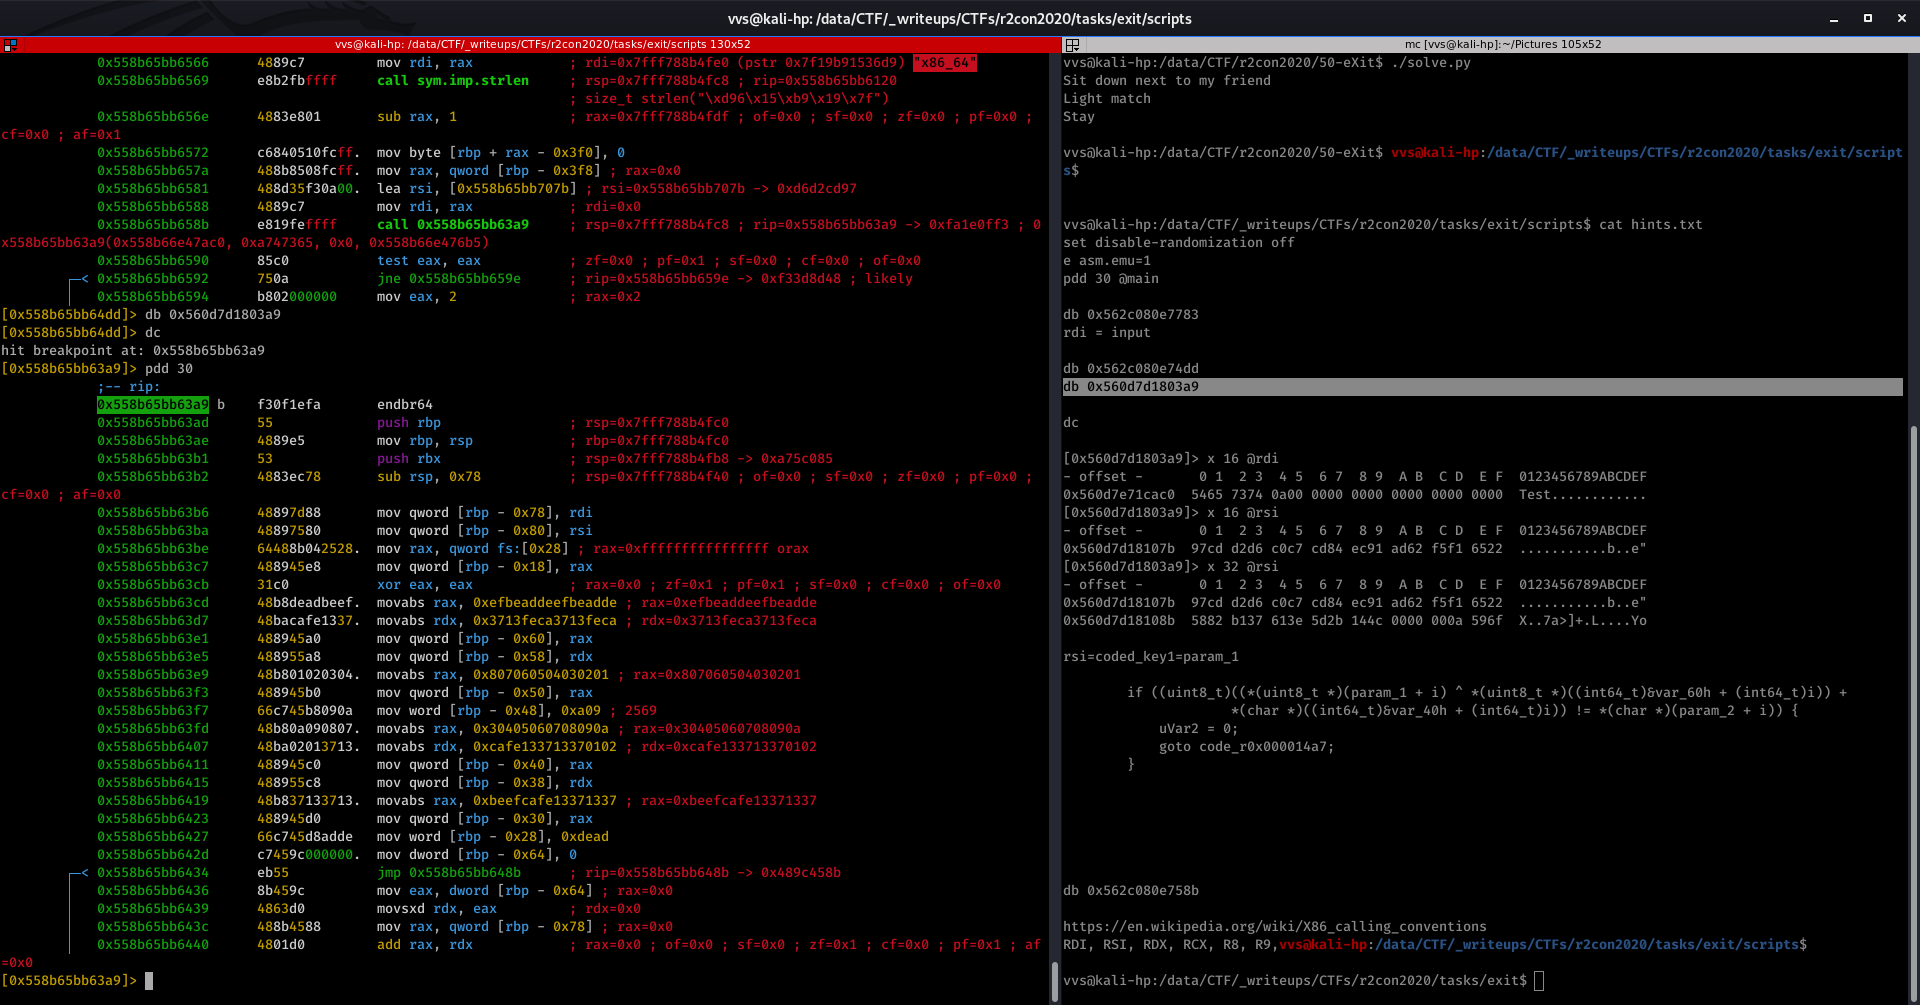 vvs@kali-hp: /data/CTF/_writeups/CTFs/r2con2020/tasks/exit/scripts
vvs@kali-hp: /data/CTF/_writeups/CTFs/r2con2020/tasks/exit/scripts 130x52
0x558b65bb6566 4889c7 mov rdi, rax ; rdi=0x7fff788b4fe0 (pstr 0x7f19b91536d9) "x86_64"
0x558b65bb6569 e8b2fbffff call sym.imp.strlen ; rsp=0x7fff788b4fc8 ; rip=0x558b65bb6120
; size_t strlen("\xd96\x15\xb9\x19\x7f")
0x558b65bb656e 4883e801 sub rax, 1 ; rax=0x7fff788b4fdf ; of=0x0 ; sf=0x0 ; zf=0x0 ; pf=0x0 ;
cf=0x0 ; af=0x1
0x558b65bb6572 c6840510fcff. mov byte [rbp + rax - 0x3f0], 0
0x558b65bb657a 488b8508fcff. mov rax, qword [rbp - 0x3f8] ; rax=0x0
0x558b65bb6581 488d35f30a00. lea rsi, [0x558b65bb707b] ; rsi=0x558b65bb707b -> 0xd6d2cd97
0x558b65bb6588 4889c7 mov rdi, rax ; rdi=0x0
0x558b65bb658b e819feffff call 0x558b65bb63a9 ; rsp=0x7fff788b4fc8 ; rip=0x558b65bb63a9 -> 0xfa1e0ff3 ; 0
x558b65bb63a9(0x558b66e47ac0, 0xa747365, 0x0, 0x558b66e476b5)
0x558b65bb6590 85c0 test eax, eax ; zf=0x0 ; pf=0x1 ; sf=0x0 ; cf=0x0 ; of=0x0
< 0x558b65bb6592 750a jne 0x558b65bb659e ; rip=0x558b65bb659e -> 0xf33d8d48 ; likely
0x558b65bb6594 b802000000 mov eax, 2 ; rax=0x2
[0x558b65bb64dd]> db 0x560d7d1803a9
[0x558b65bb64dd]> dc
hit breakpoint at: 0x558b65bb63a9
[0x558b65bb63a9]> pdd 30
;-- rip:
0x558b65bb63a9 b f30f1efa endbr64
0x558b65bb63ad 55 push rbp ; rsp=0x7fff788b4fc0
0x558b65bb63ae 4889e5 mov rbp, rsp ; rbp=0x7fff788b4fc0
0x558b65bb63b1 53 push rbx ; rsp=0x7fff788b4fb8 -> 0xa75c085
0x558b65bb63b2 4883ec78 sub rsp, 0x78 ; rsp=0x7fff788b4f40 ; of=0x0 ; sf=0x0 ; zf=0x0 ; pf=0x0 ;
cf=0x0 ; af=0x0
0x558b65bb63b6 48897d88 mov qword [rbp - 0x78], rdi
0x558b65bb63ba 48897580 mov qword [rbp - 0x80], rsi
0x558b65bb63be 64488b042528. mov rax, qword fs:[0x28] ; rax=0xffffffffffffffff orax
0x558b65bb63c7 488945e8 mov qword [rbp - 0x18], rax
0x558b65bb63cb 31c0 xor eax, eax ; rax=0x0 ; zf=0x1 ; pf=0x1 ; sf=0x0 ; cf=0x0 ; of=0x0
0x558b65bb63cd 48b8deadbeef. movabs rax, 0xefbeaddeefbeadde ; rax=0xefbeaddeefbeadde
0x558b65bb63d7 48bacafe1337. movabs rdx, 0x3713feca3713feca ; rdx=0x3713feca3713feca
0x558b65bb63e1 488945a0 mov qword [rbp - 0x60], rax
0x558b65bb63e5 488955a8 mov qword [rbp - 0x58], rdx
0x558b65bb63e9 48b801020304. movabs rax, 0x807060504030201 ; rax=0x807060504030201
0x558b65bb63f3 488945b0 mov qword [rbp - 0x50], rax
0x558b65bb63f7 66c745b8090a mov word [rbp - 0x48], 0xa09 ; 2569
0x558b65bb63fd 48b80a090807. movabs rax, 0x30405060708090a ; rax=0x30405060708090a
0x558b65bb6407 48ba02013713. movabs rdx, 0xcafe133713370102 ; rdx=0xcafe133713370102
0x558b65bb6411 488945c0 mov qword [rbp - 0x40], rax
0x558b65bb6415 488955c8 mov qword [rbp - 0x38], rdx
0x558b65bb6419 48b837133713. movabs rax, 0xbeefcafe13371337 ; rax=0xbeefcafe13371337
0x558b65bb6423 488945d0 mov qword [rbp - 0x30], rax
0x558b65bb6427 66c745d8adde mov word [rbp - 0x28], 0xdead
0x558b65bb642d c7459c000000. mov dword [rbp - 0x64], 0
< 0x558b65bb6434 eb55 jmp 0x558b65bb648b ; rip=0x558b65bb648b -> 0x489c458b
0x558b65bb6436 8b459c mov eax, dword [rbp - 0x64] ; rax=0x0
0x558b65bb6439 4863d0 movsxd rdx, eax ; rdx=0x0
0x558b65bb643c 488b4588 mov rax, qword [rbp - 0x78] ; rax=0x0
0x558b65bb6440 4801d0 add rax, rdx ; rax=0x0 ; of=0x0 ; sf=0x0 ; zf=0x1 ; cf=0x0 ; pf=0x1 ; af
=0x0
[0x558b65bb63a9]>
mc [vvs@kali-hp]:~/Pictures 105x52
vvs@kali-hp:/data/CTF/r2con2020/50-eXit$ ./solve.py
Sit down next to my friend
Light match
Stay
vvs@kali-hp:/data/CTF/r2con2020/50-eXit$ vvs@kali-hp:/data/CTF/_writeups/CTFs/r2con2020/tasks/exit/script
s$
vvs@kali-hp:/data/CTF/_writeups/CTFs/r2con2020/tasks/exit/scripts$ cat hints.txt
set disable-randomization off
e asm.emu=1
pdd 30 @main
db 0x562c080e7783
rdi = input
db 0x562c080e74dd
db 0x560d7d1803a9
dc
[0x560d7d1803a9]> x 16 @rdi
- offset - 0 1 2 3 4 5 6 7 8 9 A B C D E F 0123456789ABCDEF
0x560d7e71cac0 5465 7374 0a00 0000 0000 0000 0000 0000 Test............
[0x560d7d1803a9]> x 16 @rsi
- offset - 0 1 2 3 4 5 6 7 8 9 A B C D E F 0123456789ABCDEF
0x560d7d18107b 97cd d2d6 c0c7 cd84 ec91 ad62 f5f1 6522 ...........b..e"
[0x560d7d1803a9]> x 32 @rsi
- offset - 0 1 2 3 4 5 6 7 8 9 A B C D E F 0123456789ABCDEF
0x560d7d18107b 97cd d2d6 c0c7 cd84 ec91 ad62 f5f1 6522 ...........b..e"
0x560d7d18108b 5882 b137 613e 5d2b 144c 0000 000a 596f X..7a>]+.L....Yo
rsi=coded_key1=param_1
if ((uint8_t)((*(uint8_t *)(param_1 + i) ^ *(uint8_t *)((int64_t)&var_60h + (int64_t)i)) +
*(char *)((int64_t)&var_40h + (int64_t)i)) != *(char *)(param_2 + i)) {
uVar2 = 0;
goto code_r0x000014a7;
}
db 0x562c080e758b
https://en.wikipedia.org/wiki/X86_calling_conventions
RDI, RSI, RDX, RCX, R8, R9,vvs@kali-hp:/data/CTF/_writeups/CTFs/r2con2020/tasks/exit/scripts$
vvs@kali-hp:/data/CTF/_writeups/CTFs/r2con2020/tasks/exit$